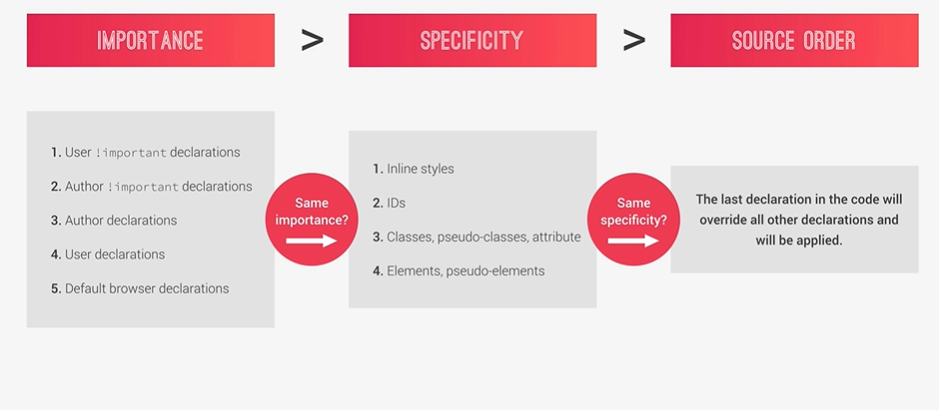 IMPORTANCE > SPECIFICITY > SOURCE ORDER
1. User !important declarations
2. Author !important declarations
3. Author declarations
4. User declarations
5. Default browser declarations
Same
importance?
1. Inline styles
2. IDs
3. Classes, pseudo-classes, attribute
4. Elements, pseudo-elements
Same
specificity?
The last declaration in the code will
override all other declarations and
will be applied.